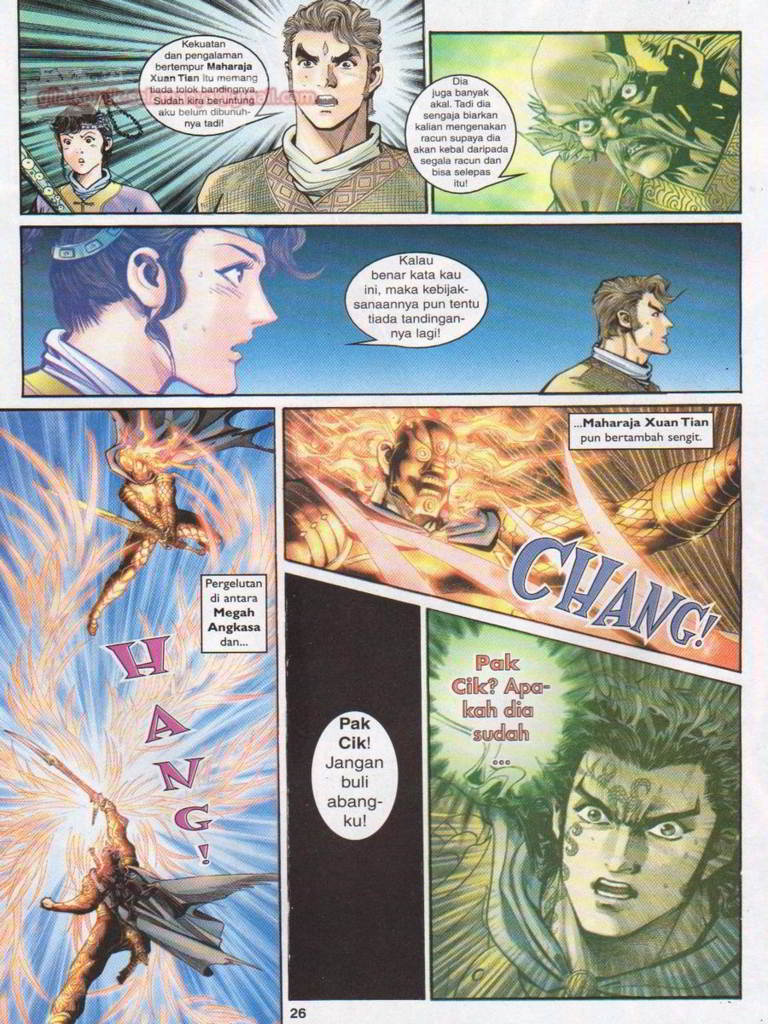 Kekuatan
dan pengalaman
bertempur Maharaja
Xuan Tian itu memang
tiada tolok bandingnya.
Sudah kira beruntung
aku belum dibunuh-
nya tadi!
Dia
juga banyak
akal. Tadi dia
sengaja biarkan
kalian mengenakan
racun supaya dia
akan kebal daripada
segala racun dan
bisa selepas
itu!
Kalau
benar kata kau
ini, maka kebijak-
sanaannya pun tentu
tiada tandingan-
nya lagi!
Pergelutan
di antara
Megah
Angkasa
dan...
HANG!
...Maharaja Xuan Tian
pun bertambah sengit.
CHANG!
Pak
Cik!
Jangan
buli
abang-
ku!
Pak
Cik? Apa-
kah dia
sudah
...
26